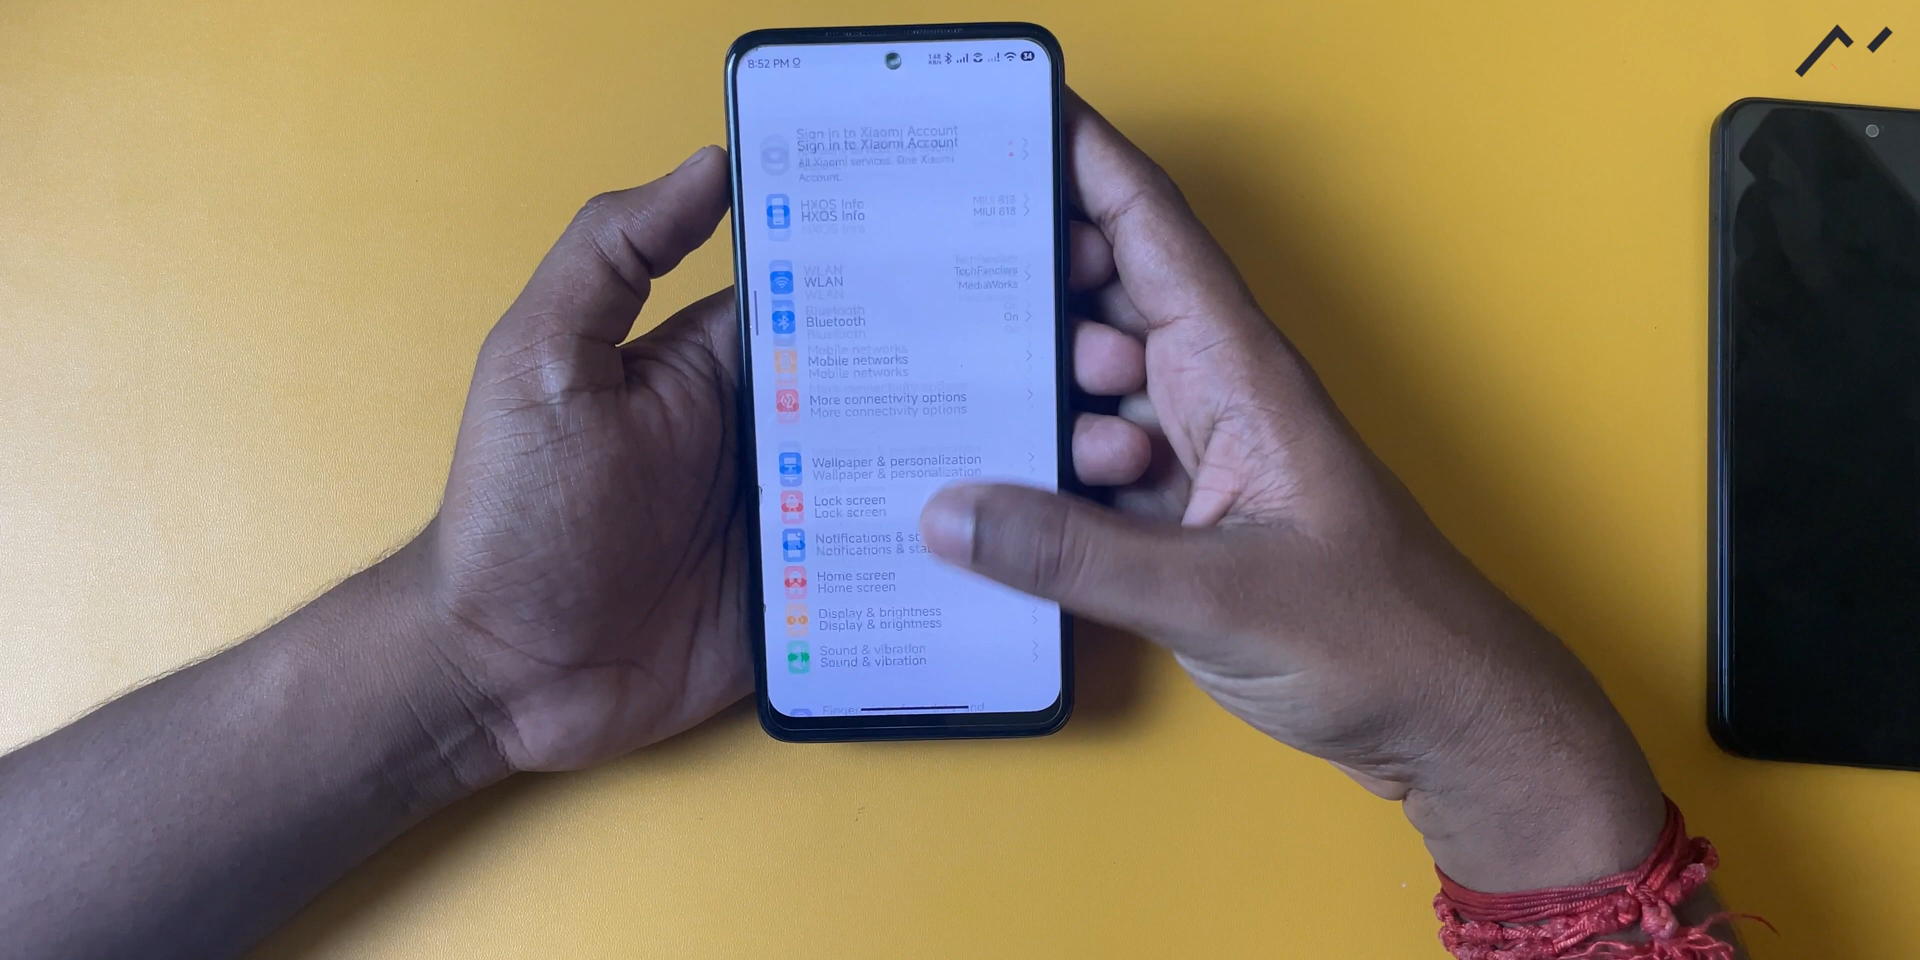 8:52 PM
34
Sign in to Xiaomi Account
All Xiaomi services. One Xiaomi
Account.
HXOS Info
MIUI 818
WLAN
TechFanciers
MediaWorks
Bluetooth
On
Mobile networks
More connectivity options
Wallpaper & personalization
Lock screen
Notifications &
Home screen
Display & brightness
Sound & vibration